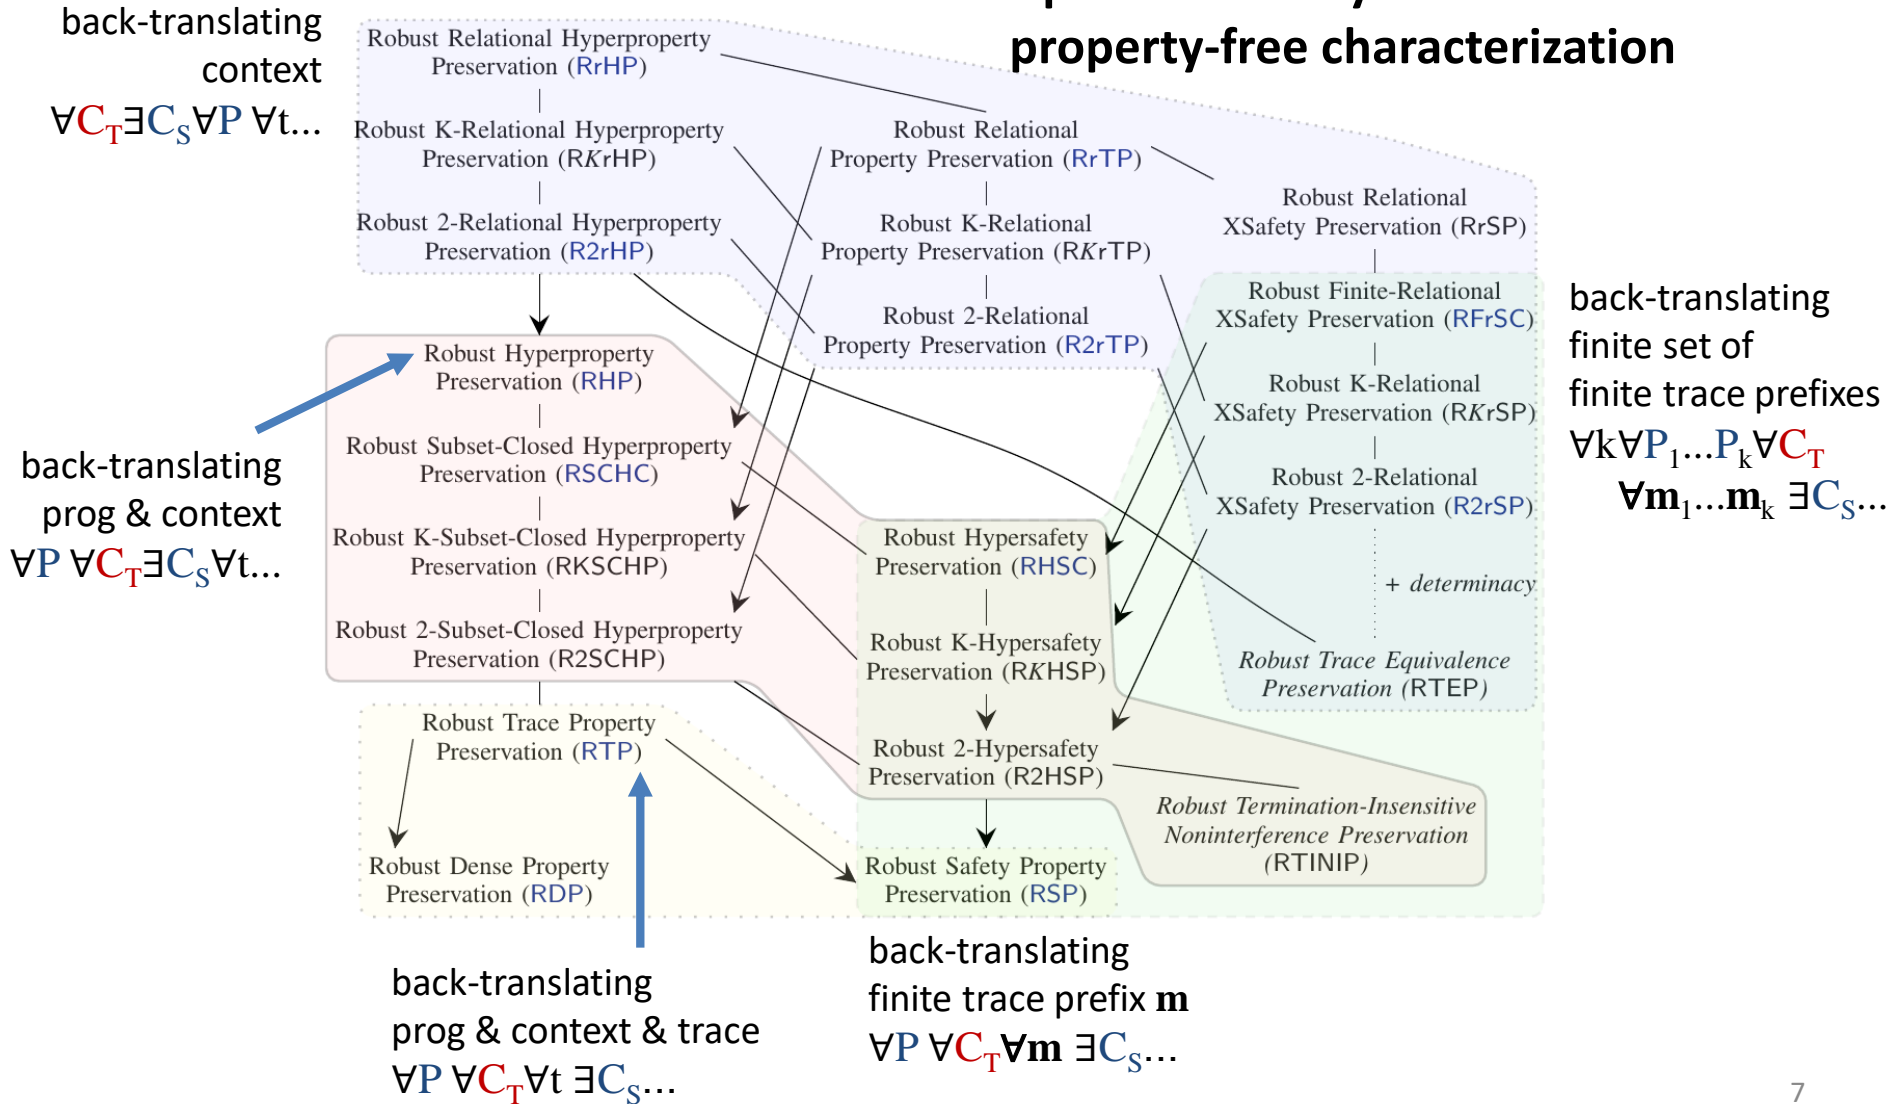 property-free characterization
back-translating
context
∀C_T∃C_S∀P ∀t...
Robust Relational Hyperproperty
Preservation (RrHP)
Robust K-Relational Hyperproperty
Preservation (RKrHP)
Robust 2-Relational Hyperproperty
Preservation (R2rHP)
Robust Relational
Property Preservation (RrTP)
Robust K-Relational
Property Preservation (RKrTP)
Robust 2-Relational
Property Preservation (R2rTP)
Robust Relational
XSafety Preservation (RrSP)
Robust Finite-Relational
XSafety Preservation (RFrSC)
Robust K-Relational
XSafety Preservation (RKrSP)
Robust 2-Relational
XSafety Preservation (R2rSP)
+ determinacy
Robust Trace Equivalence
Preservation (RTEP)
back-translating
finite set of
finite trace prefixes
∀k∀P₁...P_k∀C_T
∀m₁...m_k ∃C_S...
Robust Hyperproperty
Preservation (RHP)
Robust Subset-Closed Hyperproperty
Preservation (RSCHC)
Robust K-Subset-Closed Hyperproperty
Preservation (RKSCHP)
Robust 2-Subset-Closed Hyperproperty
Preservation (R2SCHP)
back-translating
prog & context
∀P ∀C_T∃C_S∀t...
Robust Hypersafety
Preservation (RHSC)
Robust K-Hypersafety
Preservation (RKHSP)
Robust 2-Hypersafety
Preservation (R2HSP)
Robust Termination-Insensitive
Noninterference Preservation
(RTINIP)
Robust Trace Property
Preservation (RTP)
Robust Dense Property
Preservation (RDP)
Robust Safety Property
Preservation (RSP)
back-translating
prog & context & trace
∀P ∀C_T∀t ∃C_S...
back-translating
finite trace prefix m
∀P ∀C_T∀m ∃C_S...
7